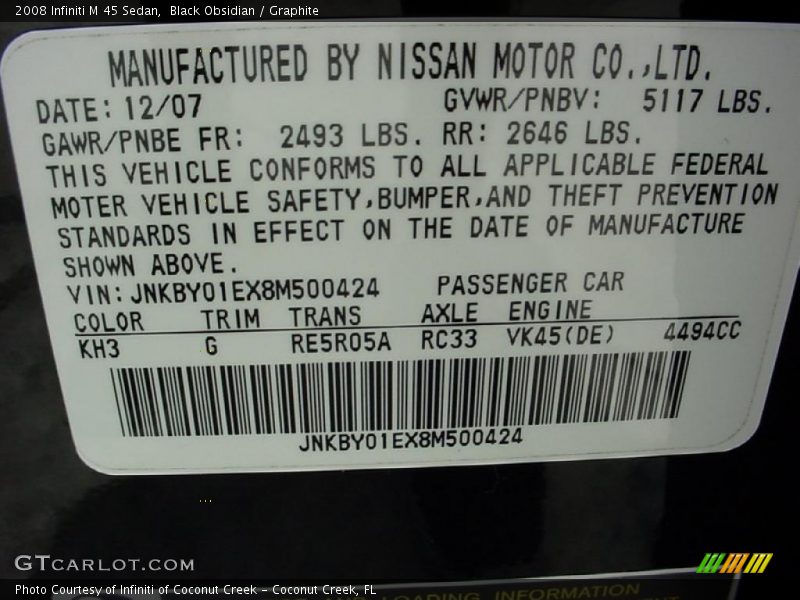 2008 Infiniti M 45 Sedan,  Black Obsidian / Graphite
MANUFACTURED BY NISSAN MOTOR CO.,LTD.
DATE: 12/07 GVWR/PNBV: 5117 LBS.
GAWR/PNBE FR: 2493 LBS. RR: 2646 LBS.
THIS VEHICLE CONFORMS TO ALL APPLICABLE FEDERAL
MOTER VEHICLE SAFETY,BUMPER,AND THEFT PREVENTION
STANDARDS IN EFFECT ON THE DATE OF MANUFACTURE
SHOWN ABOVE.
VIN: JNKBY01EX8M500424 PASSENGER CAR
COLOR TRIM TRANS AXLE ENGINE
KH3 G RE5R05A RC33 VK45(DE) 4494CC
JNKBY01EX8M500424
GTCARLOT.COM
Photo Courtesy of Infiniti of Coconut Creek – Coconut Creek, FL
LOADING INFORMATION